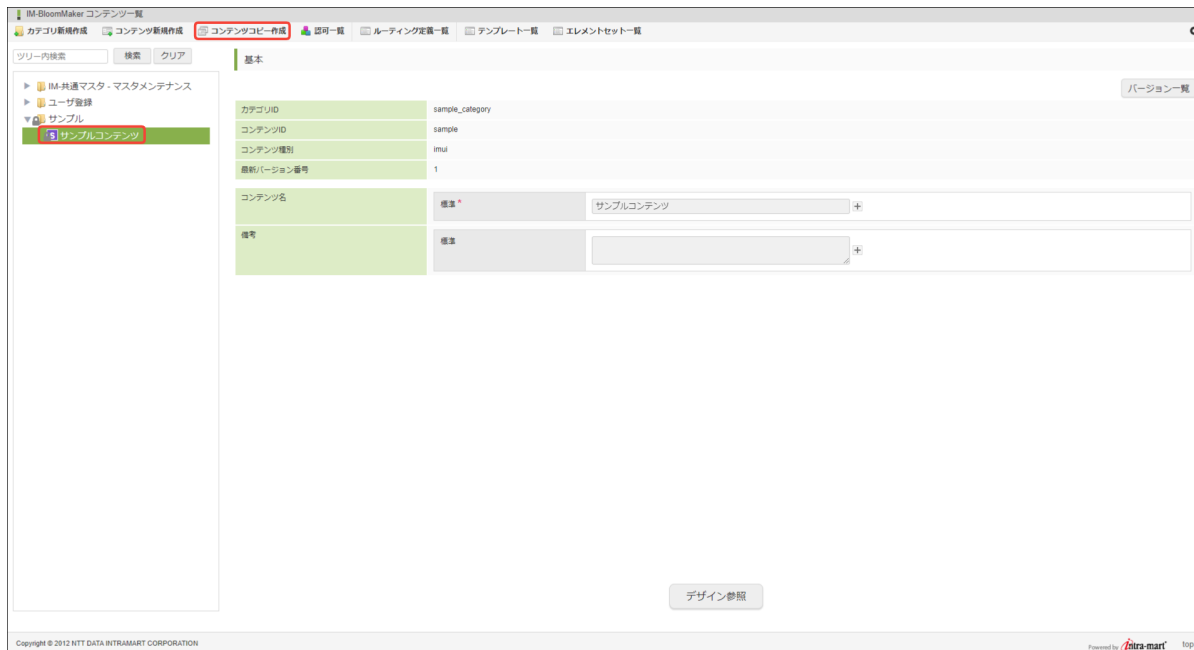 IM-BloomMaker コンテンツ一覧
カテゴリ新規作成 コンテンツ新規作成 コンテンツコピー作成 認可一覧 ルーティング定義一覧 テンプレート一覧 エレメントセット一覧
ツリー内検索 検索 クリア
基本
IM-共通マスタ - マスタメンテナンス
ユーザ登録
サンプル
S サンプルコンテンツ
バージョン一覧
カテゴリID sample_category
コンテンツID sample
コンテンツ種別 imui
最新バージョン番号 1
コンテンツ名 標準 * サンプルコンテンツ +
備考 標準 +
デザイン参照
Copyright © 2012 NTT DATA INTRAMART CORPORATION
Powered by intra-mart top